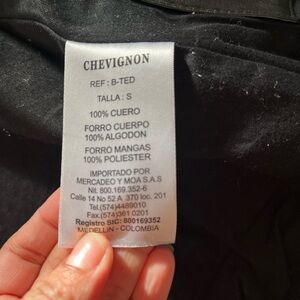 CHEVIGNON
REF : B-TED
TALLA : S
100% CUERO
FORRO CUERPO
100% ALGODON
FORRO MANGAS
100% POLIESTER
IMPORTADO POR
MERCADEO Y MODA S.A.S
Nit. 800.169.352-6
Calle 14 No 52 A 370 loc. 201
Tel.(574)4489010
Fax.(574)361 0201
Registro SIC: 800169352
MEDELLIN - COLOMBIA